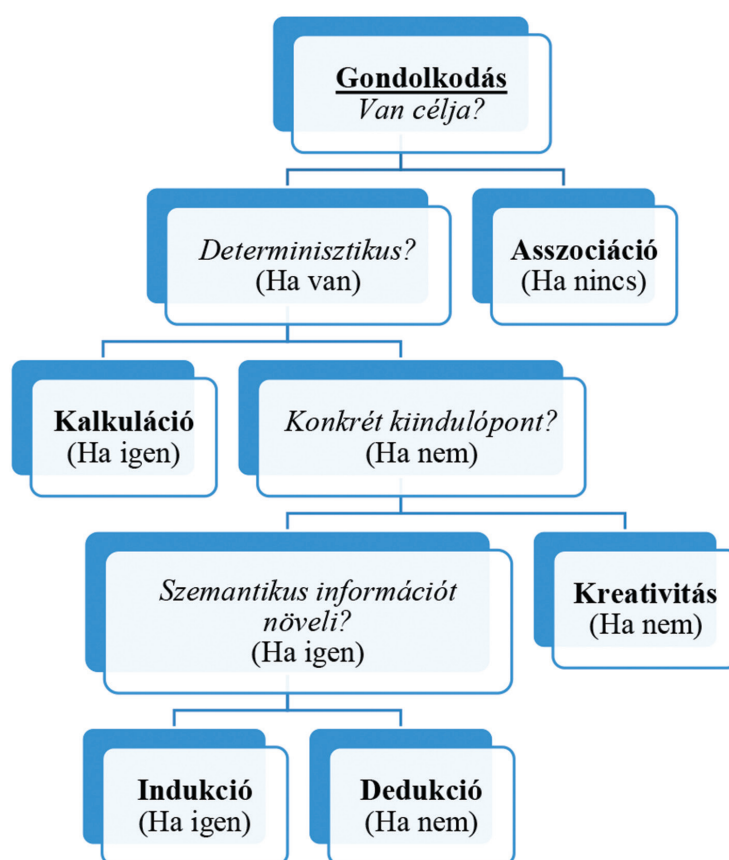 Gondolkodás
Van célja?
Determinisztikus?
(Ha van)
Asszociáció
(Ha nincs)
Kalkuláció
(Ha igen)
Konkrét kiindulópont?
(Ha nem)
Szemantikus információt
növeli?
(Ha igen)
Kreativitás
(Ha nem)
Indukció
(Ha igen)
Dedukció
(Ha nem)